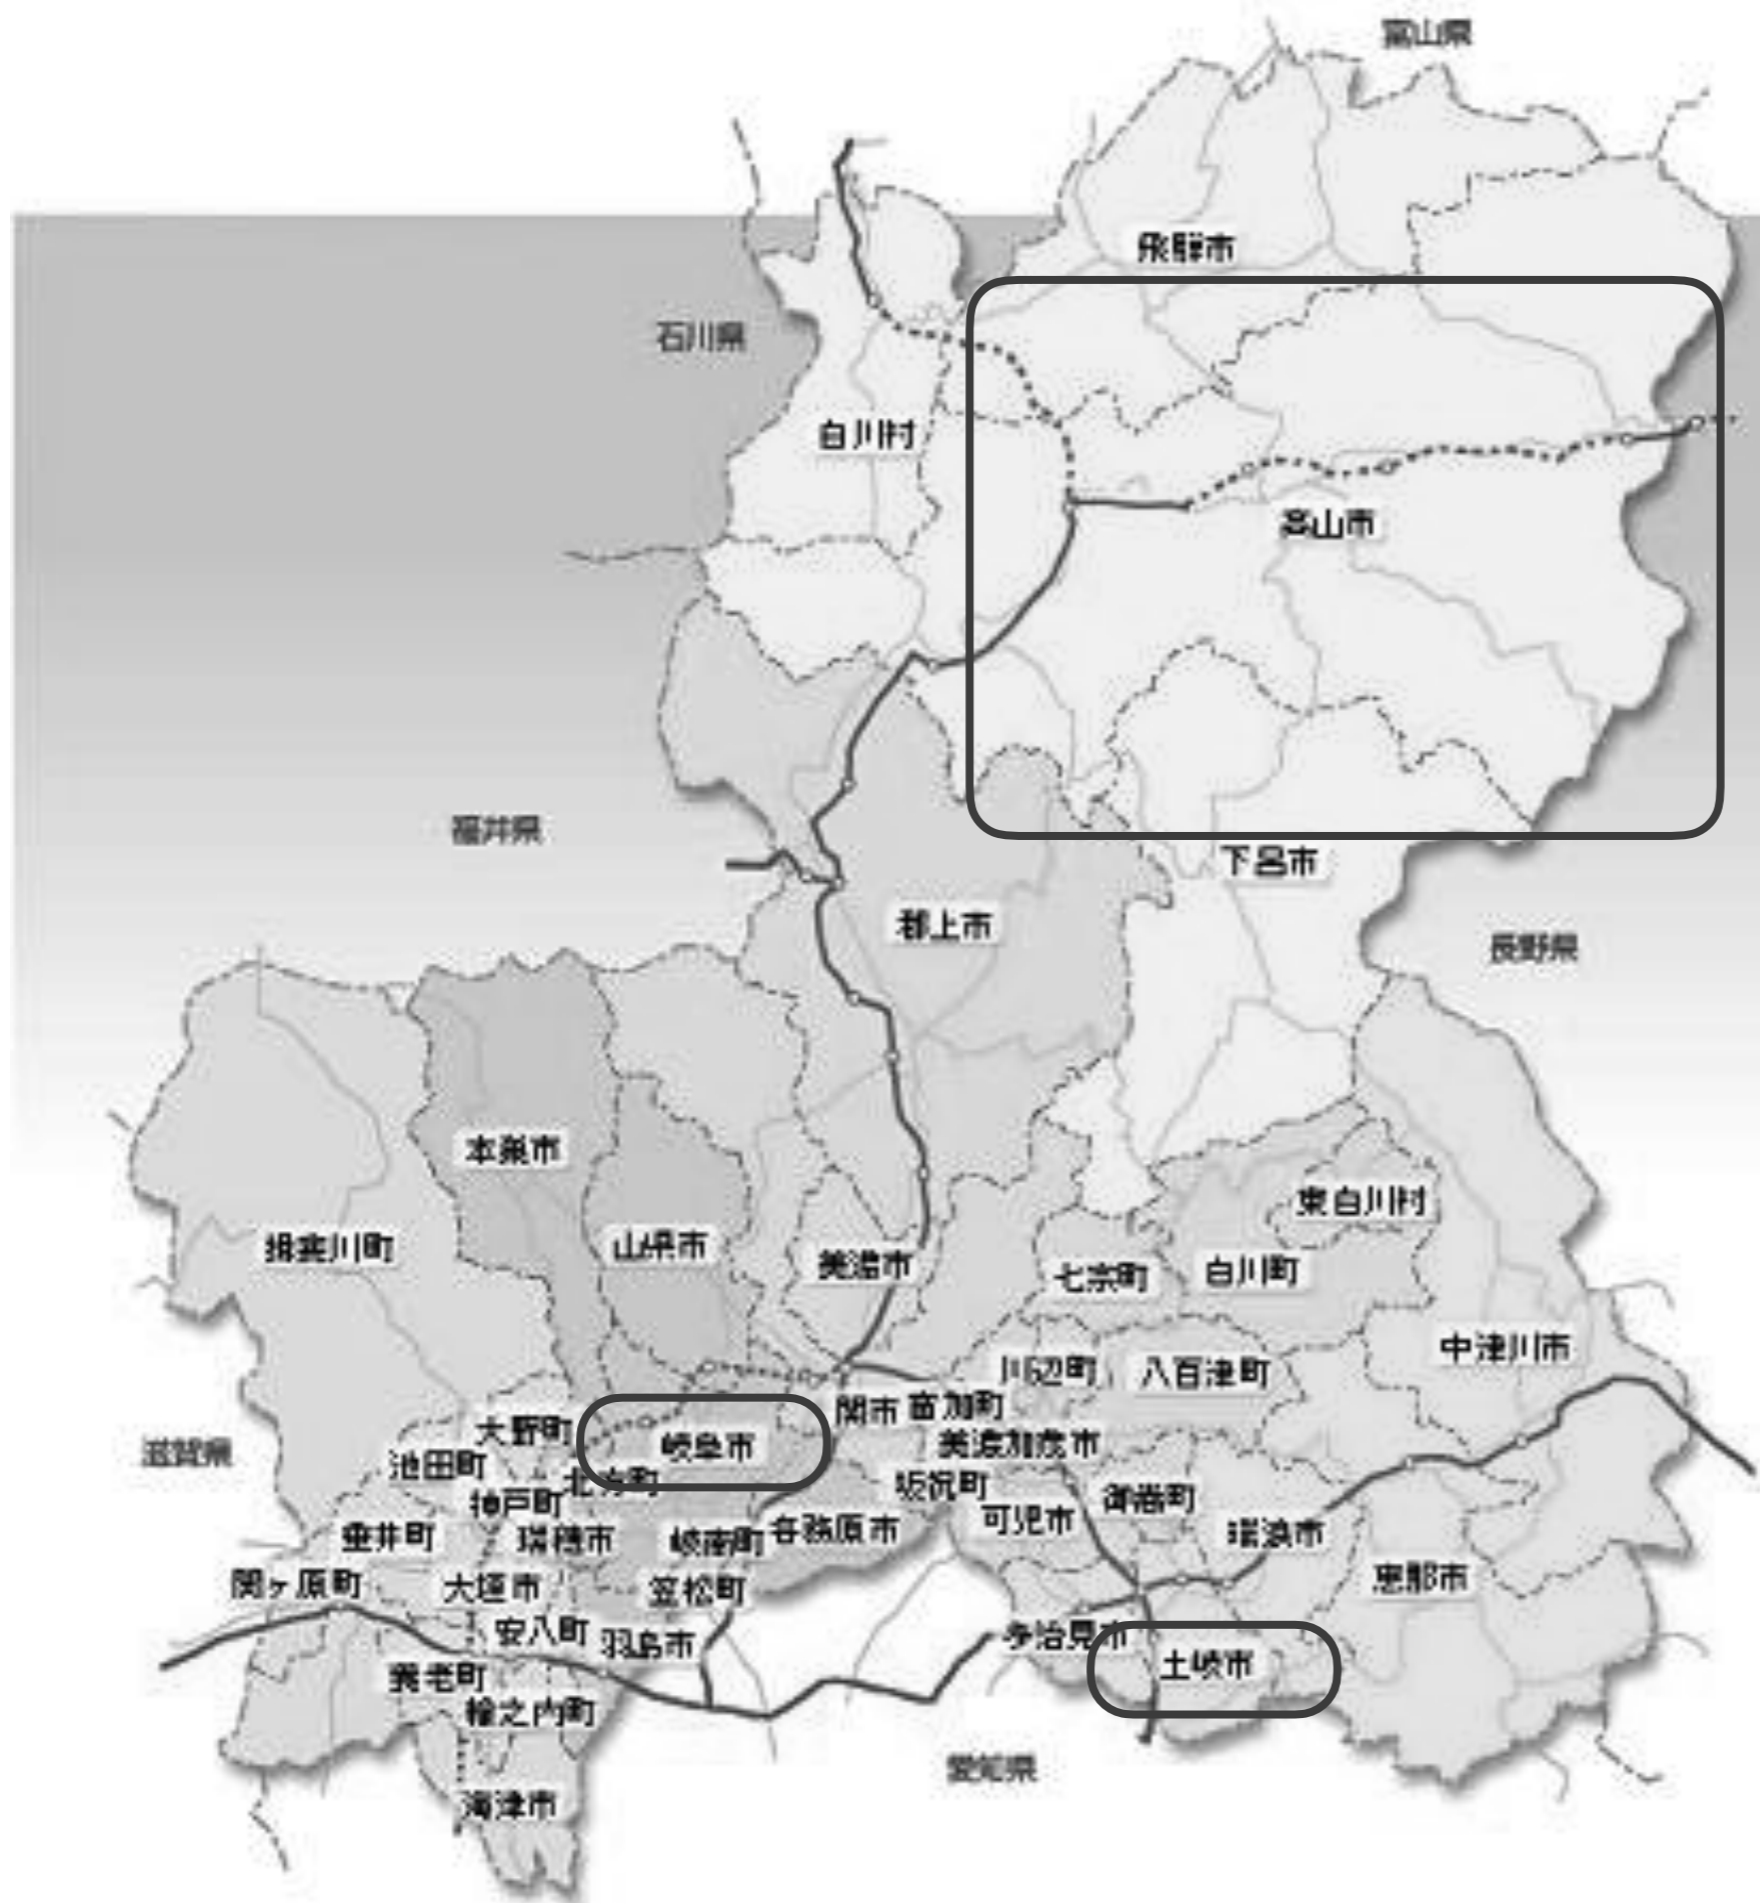 富山県
飛騨市
石川県
白川村
高山市
福井県
下呂市
郡上市
長野県
本巣市
東白川村
揖斐川町
山県市
美濃市
七宗町
白川町
中津川市
川辺町
八百津町
関市
富加町
大野町
岐阜市
美濃加茂市
滋賀県
池田町
北方町
坂祝町
御嵩町
神戸町
可児市
垂井町
瑞穂市
岐南町
各務原市
瑞浪市
関ヶ原町
大垣市
笠松町
恵那市
安八町
羽島市
多治見市
土岐市
養老町
輪之内町
愛知県
海津市